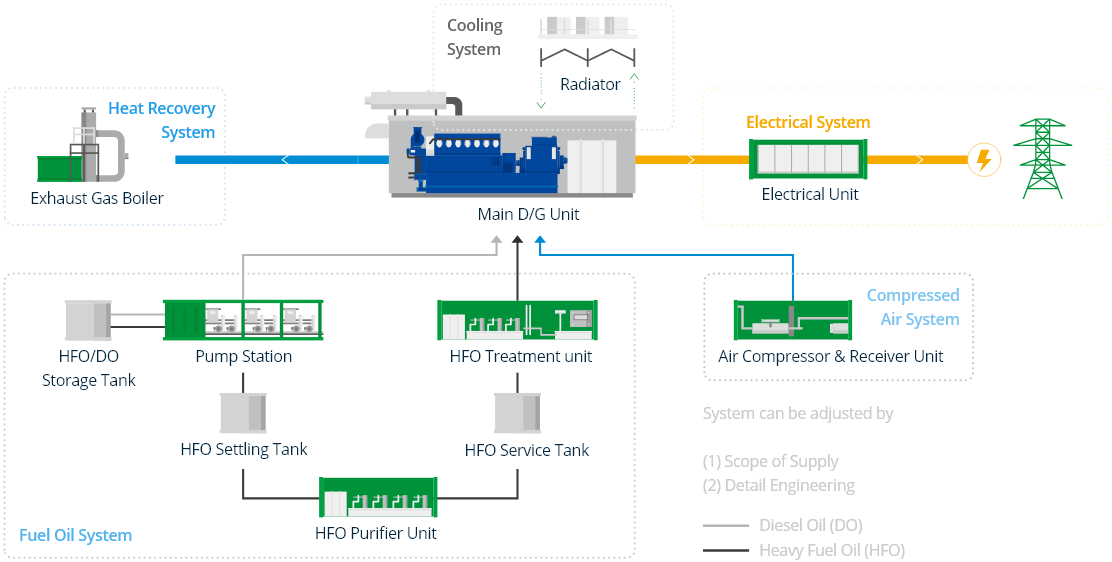 Cooling
System
Radiator
Heat Recovery
System
Exhaust Gas Boiler
Electrical System
Electrical Unit
Main D/G Unit
HFO/DO
Storage Tank
Pump Station
HFO Treatment unit
HFO Settling Tank
HFO Service Tank
HFO Purifier Unit
Fuel Oil System
Compressed
Air System
Air Compressor & Receiver Unit
System can be adjusted by
(1) Scope of Supply
(2) Detail Engineering
Diesel Oil (DO)
Heavy Fuel Oil (HFO)